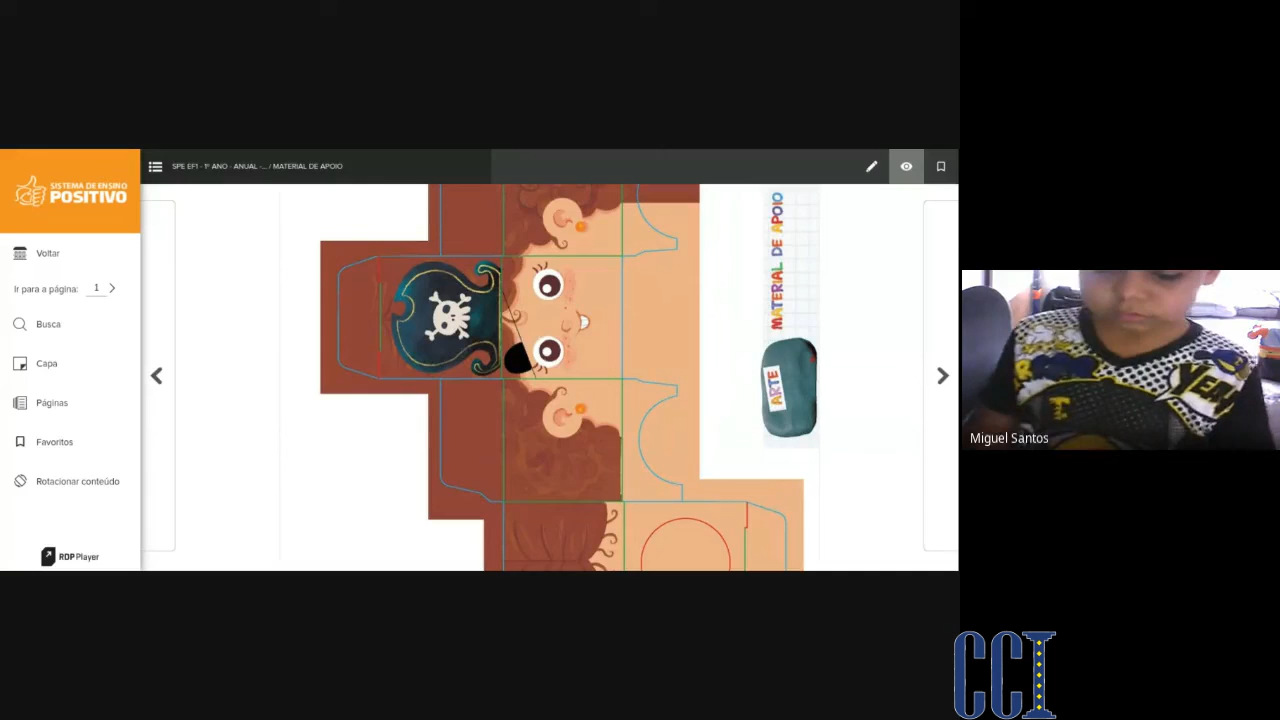 SISTEMA DE ENSINO
POSITIVO
SPE EF1 - 1º ANO - ANUAL -... / MATERIAL DE APOIO
Voltar
Ir para a página: 1
Busca
Capa
Páginas
Favoritos
Rotacionar conteúdo
RDP Player
MATERIAL DE APOIO
ARTE
YEAH
Miguel Santos
CCI